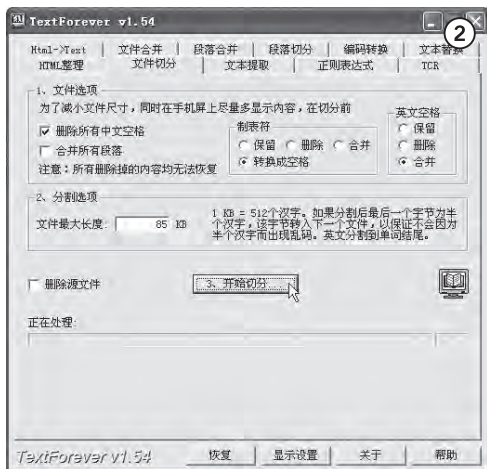 TextForever v1.54
②
Html->Text 文件合并 段落合并 段落切分 编码转换 文本替换
HTML整理 文件切分 文本提取 正则表达式 TCR
1、文件选项
为了减小文件尺寸，同时在手机屏上尽量多显示内容，在切分前
删除所有中文空格
合并所有段落
注意：所有删除掉的内容均无法恢复
制表符
保留 删除 合并
转换成空格
英文空格
保留
删除
合并
2、分割选项
文件最大长度： 85 KB
1 KB = 512个汉字。如果分割后最后一个字节为半
个汉字，该字节转入下一个文件，以保证不会因为
半个汉字而出现乱码。英文分割到单词结尾。
删除源文件
3、开始切分...
正在处理:
TextForever v1.54
恢复 显示设置 关于 帮助